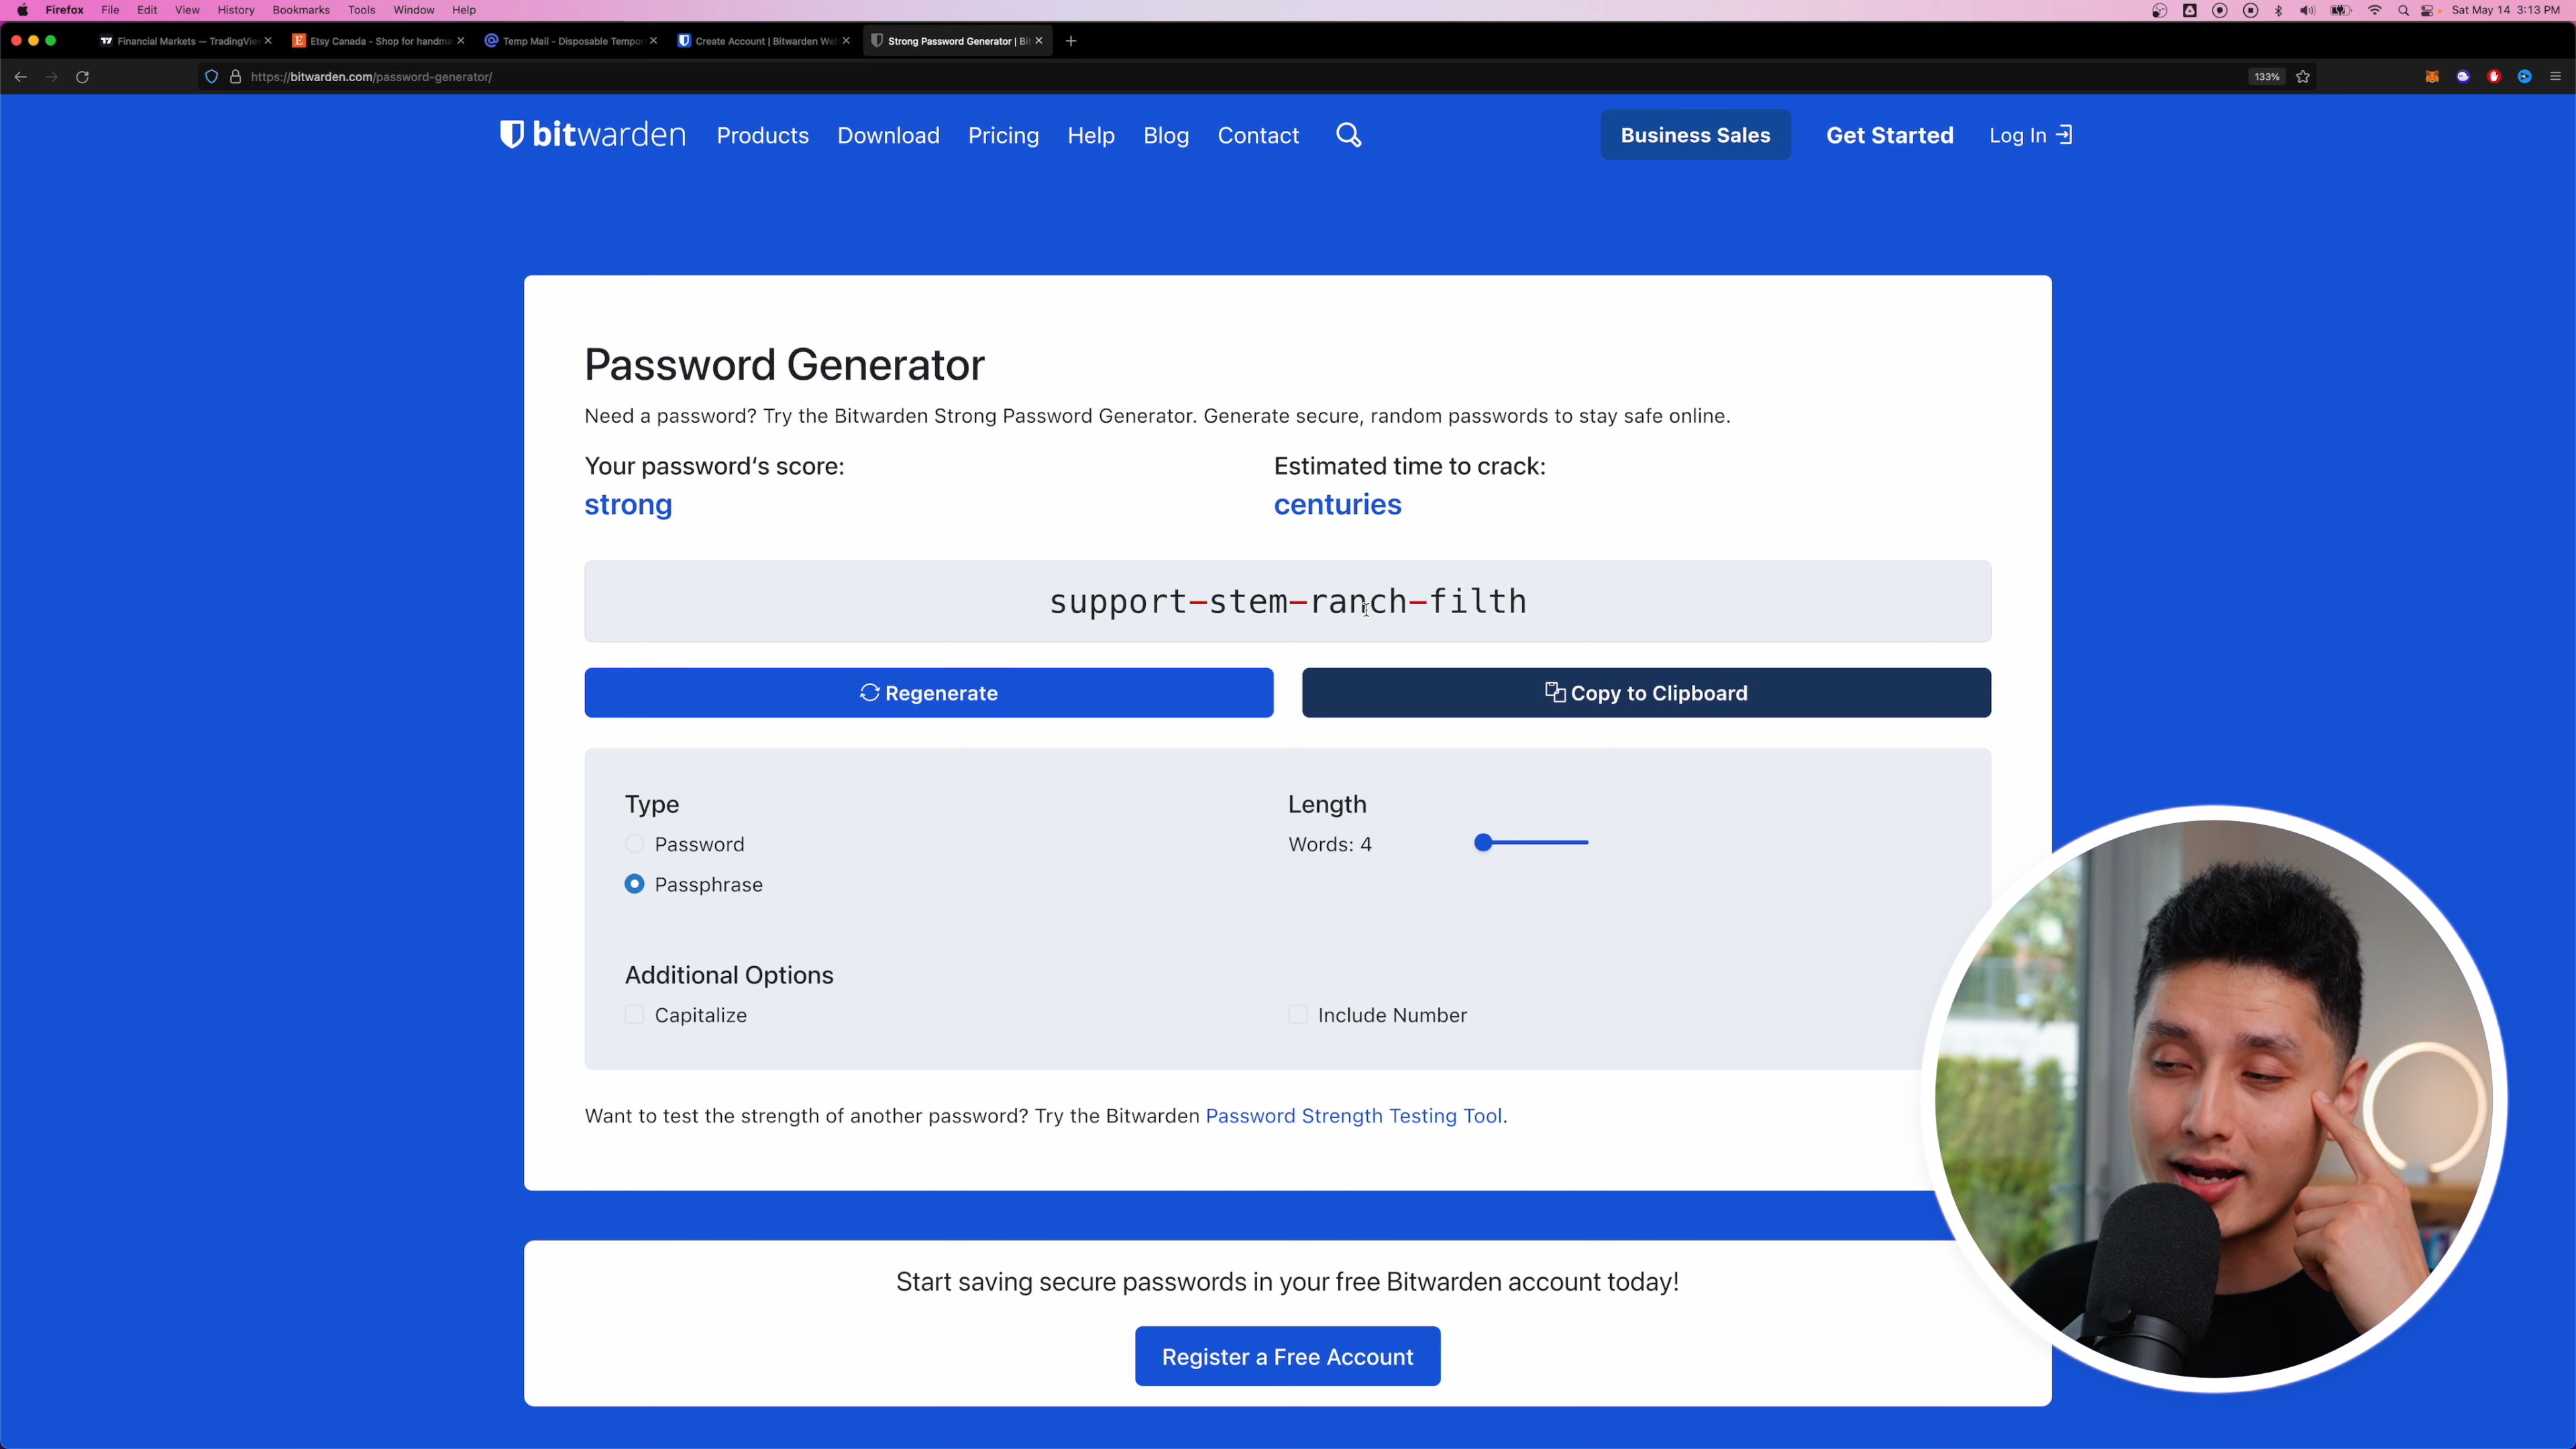 Firefox File Edit View History Bookmarks Tools Window Help Sat May 14 3:13 PM
Financial Markets — TradingVie Etsy Canada - Shop for handma Temp Mail - Disposable Tempor Create Account | Bitwarden We Strong Password Generator | Bit
https://bitwarden.com/password-generator/ 133%
bitwarden Products Download Pricing Help Blog Contact Business Sales Get Started Log In
Password Generator
Need a password? Try the Bitwarden Strong Password Generator. Generate secure, random passwords to stay safe online.
Your password's score: Estimated time to crack:
strong centuries
support-stem-ranch-filth
Regenerate Copy to Clipboard
Type Length
Password Words: 4
Passphrase
Additional Options
Capitalize Include Number
Want to test the strength of another password? Try the Bitwarden Password Strength Testing Tool.
Start saving secure passwords in your free Bitwarden account today!
Register a Free Account